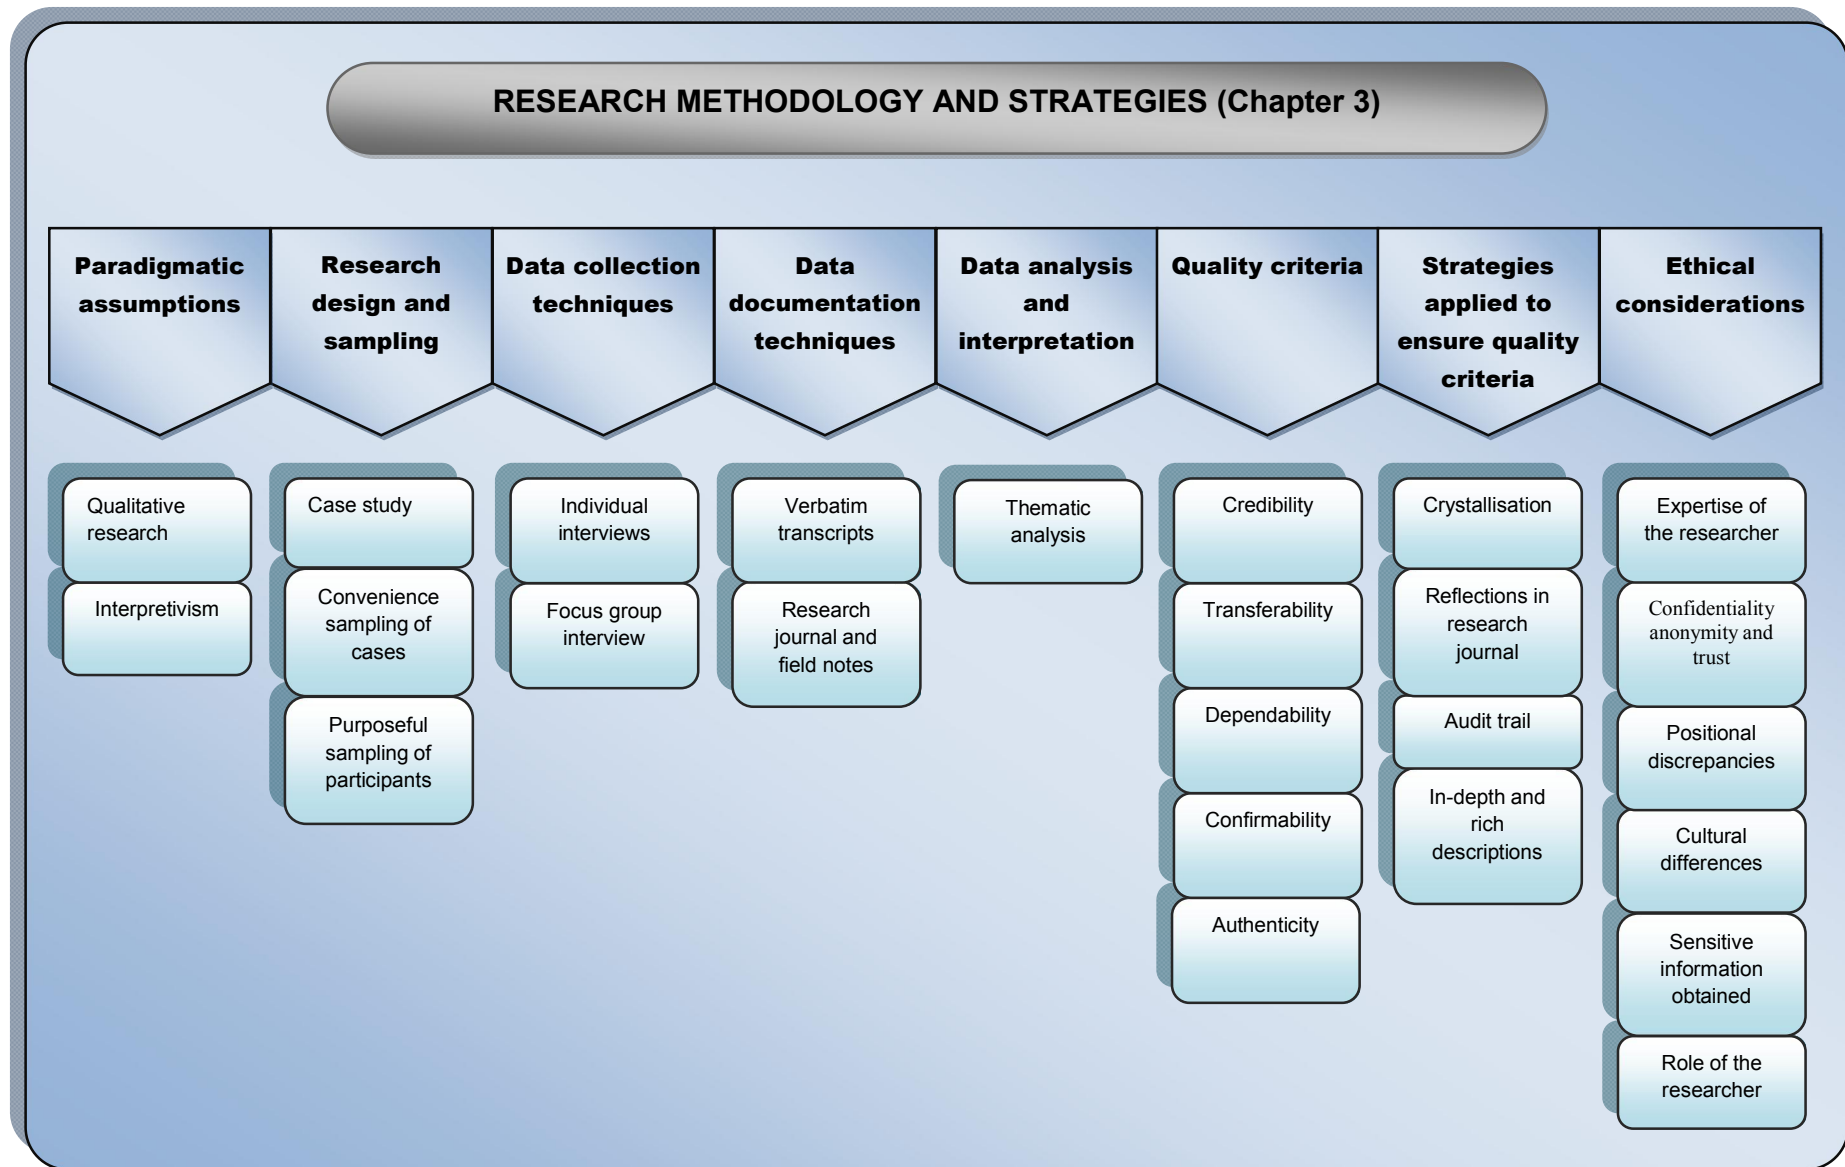 RESEARCH METHODOLOGY AND STRATEGIES (Chapter 3)
Paradigmatic
assumptions
Qualitative
research
Interpretivism
Research
design and
sampling
Case study
Convenience
sampling of
cases
Purposeful
sampling of
participants
Data collection
techniques
Individual
interviews
Focus group
interview
Data
documentation
techniques
Verbatim
transcripts
Research
journal and
field notes
Data analysis
and
interpretation
Thematic
analysis
Quality criteria
Credibility
Transferability
Dependability
Confirmability
Authenticity
Strategies
applied to
ensure quality
criteria
Crystallisation
Reflections in
research
journal
Audit trail
In-depth and
rich
descriptions
Ethical
considerations
Expertise of
the researcher
Confidentiality
anonymity and
trust
Positional
discrepancies
Cultural
differences
Sensitive
information
obtained
Role of the
researcher